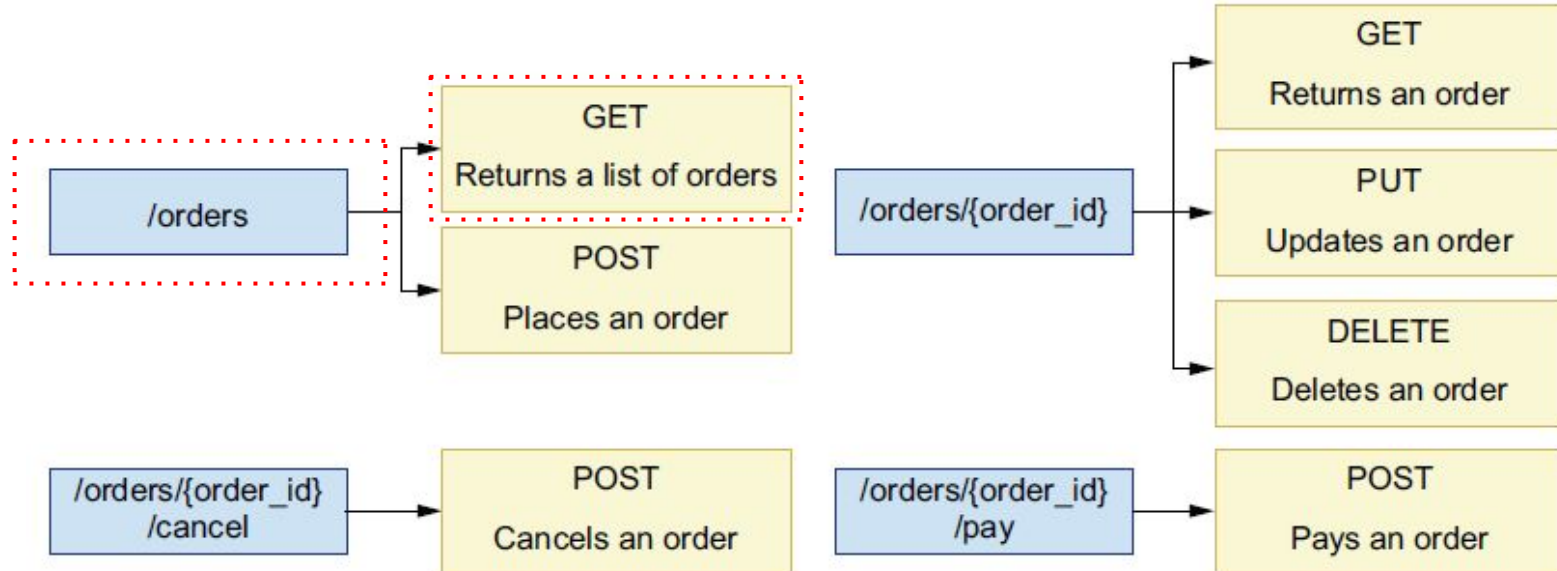 /orders
GET
Returns a list of orders
POST
Places an order
/orders/{order_id}
GET
Returns an order
PUT
Updates an order
DELETE
Deletes an order
/orders/{order_id}
/cancel
POST
Cancels an order
/orders/{order_id}
/pay
POST
Pays an order